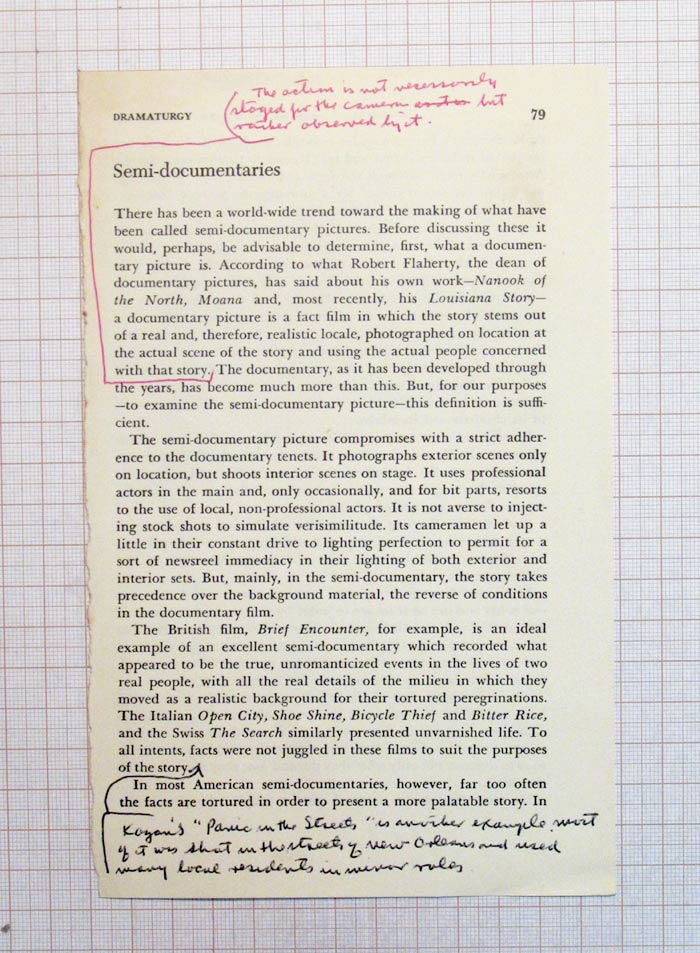 The action is not necessarily
staged for the camera but
rather observed by it.
DRAMATURGY 79
Semi-documentaries
There has been a world-wide trend toward the making of what have
been called semi-documentary pictures. Before discussing these it
would, perhaps, be advisable to determine, first, what a documen-
tary picture is. According to what Robert Flaherty, the dean of
documentary pictures, has said about his own work—Nanook of
the North, Moana and, most recently, his Louisiana Story—
a documentary picture is a fact film in which the story stems out
of a real and, therefore, realistic locale, photographed on location at
the actual scene of the story and using the actual people concerned
with that story. The documentary, as it has been developed through
the years, has become much more than this. But, for our purposes
—to examine the semi-documentary picture—this definition is suffi-
cient.
The semi-documentary picture compromises with a strict adher-
ence to the documentary tenets. It photographs exterior scenes only
on location, but shoots interior scenes on stage. It uses professional
actors in the main and, only occasionally, and for bit parts, resorts
to the use of local, non-professional actors. It is not averse to inject-
ing stock shots to simulate verisimilitude. Its cameramen let up a
little in their constant drive to lighting perfection to permit for a
sort of newsreel immediacy in their lighting of both exterior and
interior sets. But, mainly, in the semi-documentary, the story takes
precedence over the background material, the reverse of conditions
in the documentary film.
The British film, Brief Encounter, for example, is an ideal
example of an excellent semi-documentary which recorded what
appeared to be the true, unromanticized events in the lives of two
real people, with all the real details of the milieu in which they
moved as a realistic background for their tortured peregrinations.
The Italian Open City, Shoe Shine, Bicycle Thief and Bitter Rice,
and the Swiss The Search similarly presented unvarnished life. To
all intents, facts were not juggled in these films to suit the purposes
of the story.
In most American semi-documentaries, however, far too often
the facts are tortured in order to present a more palatable story. In
Kazan's "Panic in the Streets" is another example. most
of it was shot in the streets of new Orleans and used
many local residents in minor roles